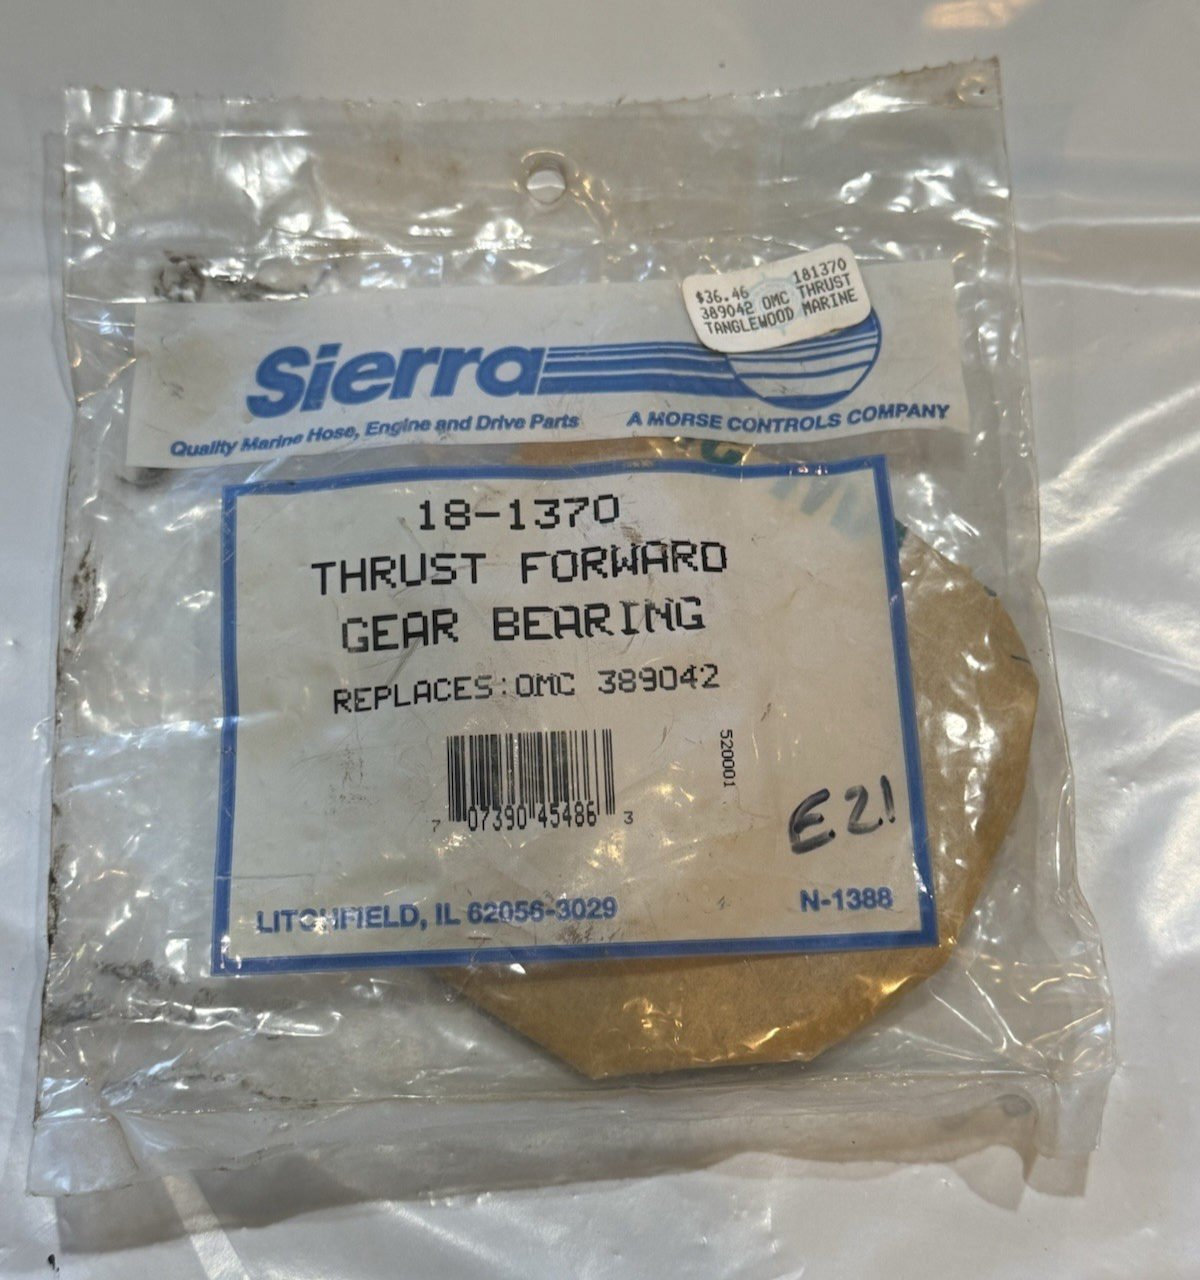 $36.46 181370
389042 OMC THRUST
TANGLEWOOD MARINE
Sierra
Quality Marine Hose, Engine and Drive Parts A MORSE CONTROLS COMPANY
18-1370
THRUST FORWARD
GEAR BEARING
REPLACES:OMC 389042
520001
7 07390 45486 3
E21
LITCHFIELD, IL 62056-3029 N-1388